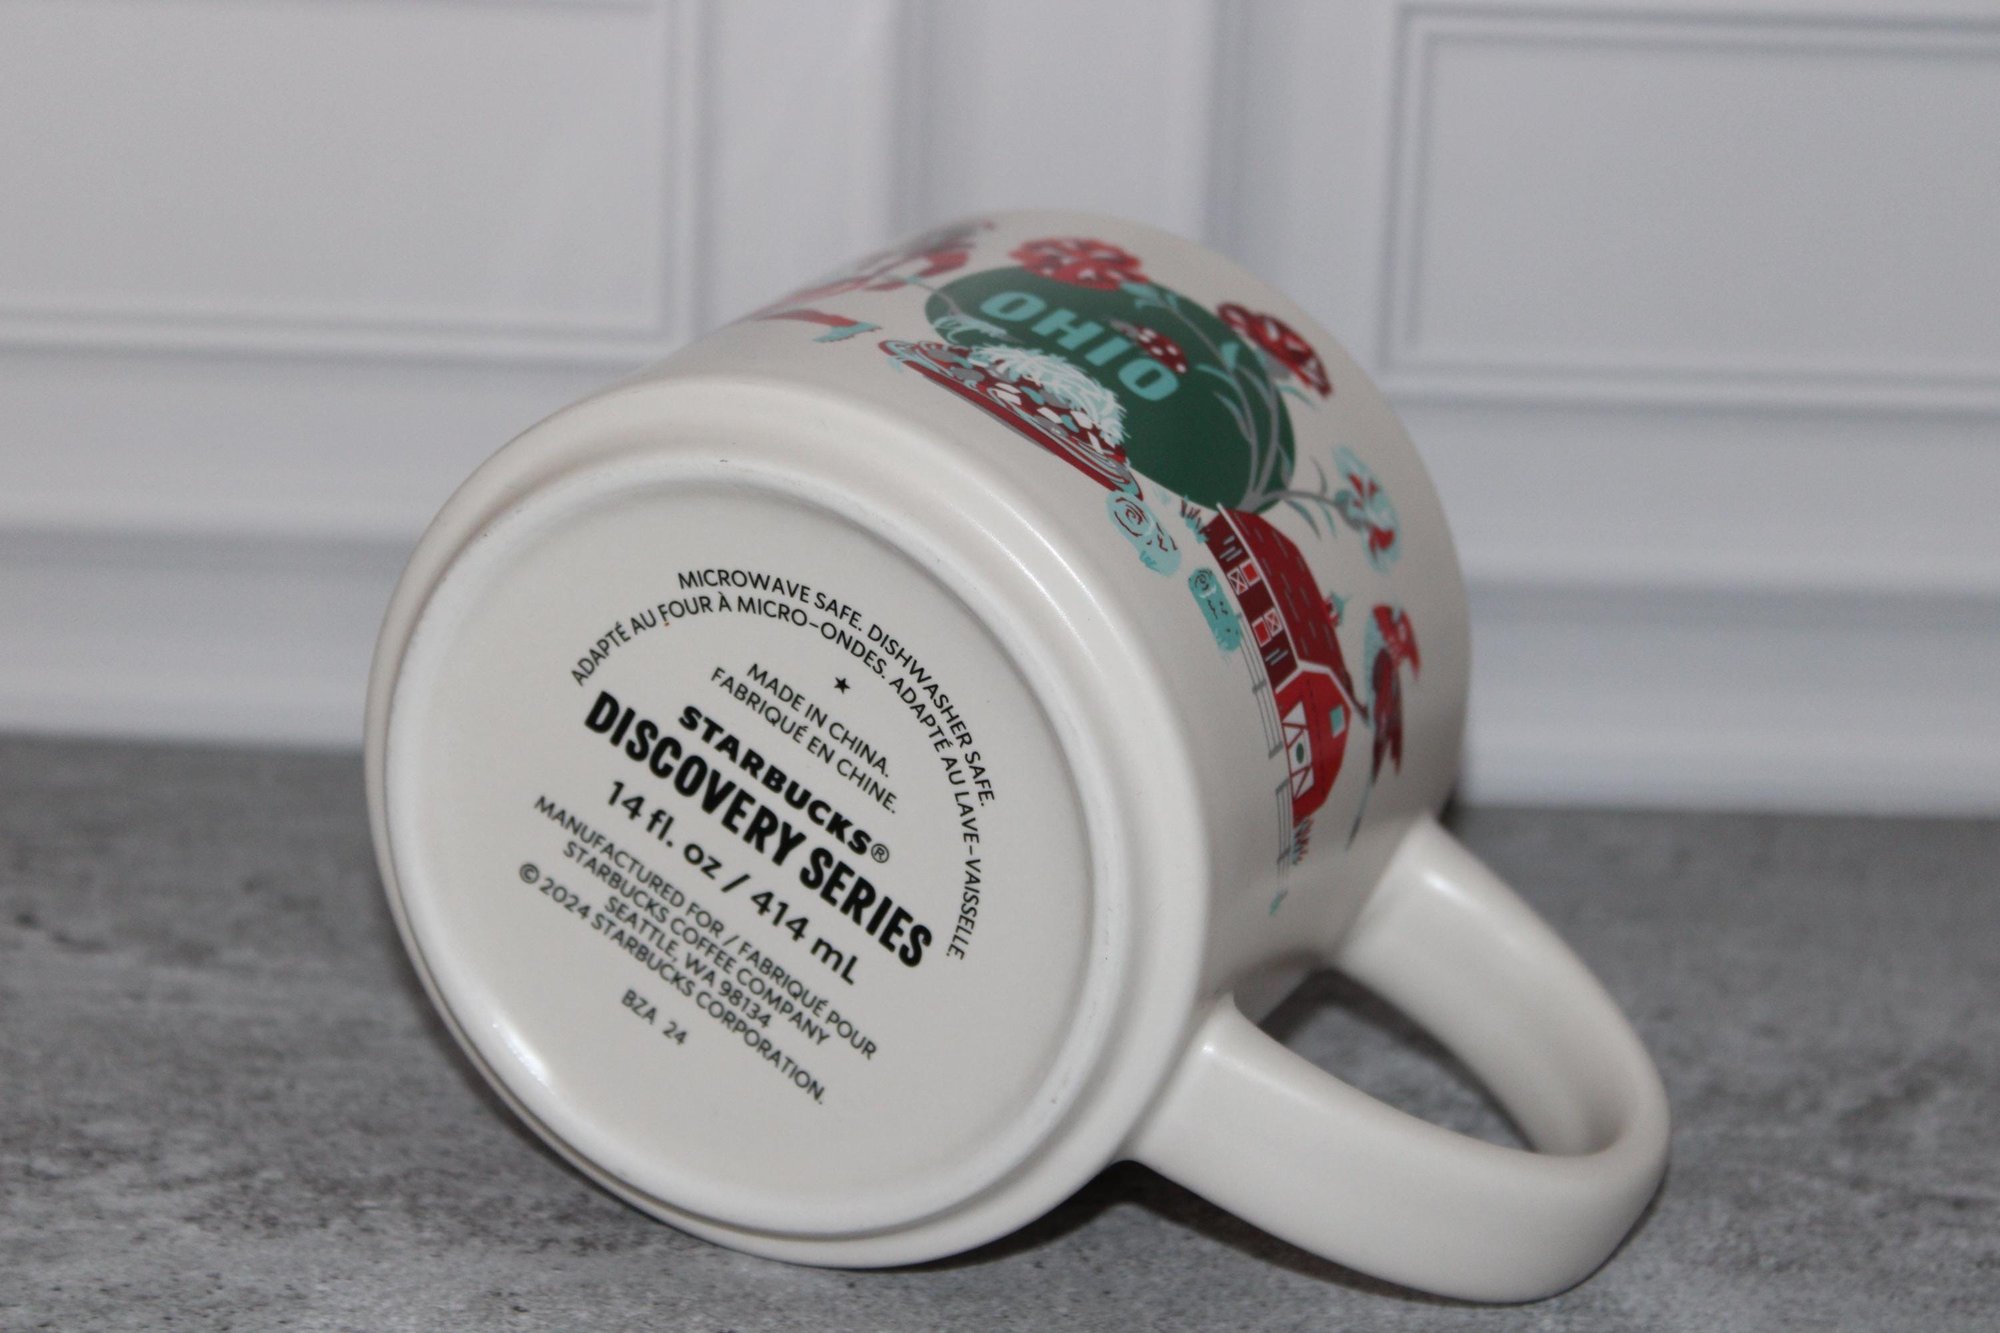 OHIO
MICROWAVE SAFE. DISHWASHER SAFE.
ADAPTÉ AU FOUR À MICRO-ONDES. ADAPTÉ AU LAVE-VAISSELLE.
MADE IN CHINA.
FABRIQUÉ EN CHINE.
STARBUCKS®
DISCOVERY SERIES
14 fl. oz / 414 mL
MANUFACTURED FOR / FABRIQUÉ POUR
STARBUCKS COFFEE COMPANY
SEATTLE, WA 98134
© 2024 STARBUCKS CORPORATION.
BZA 24